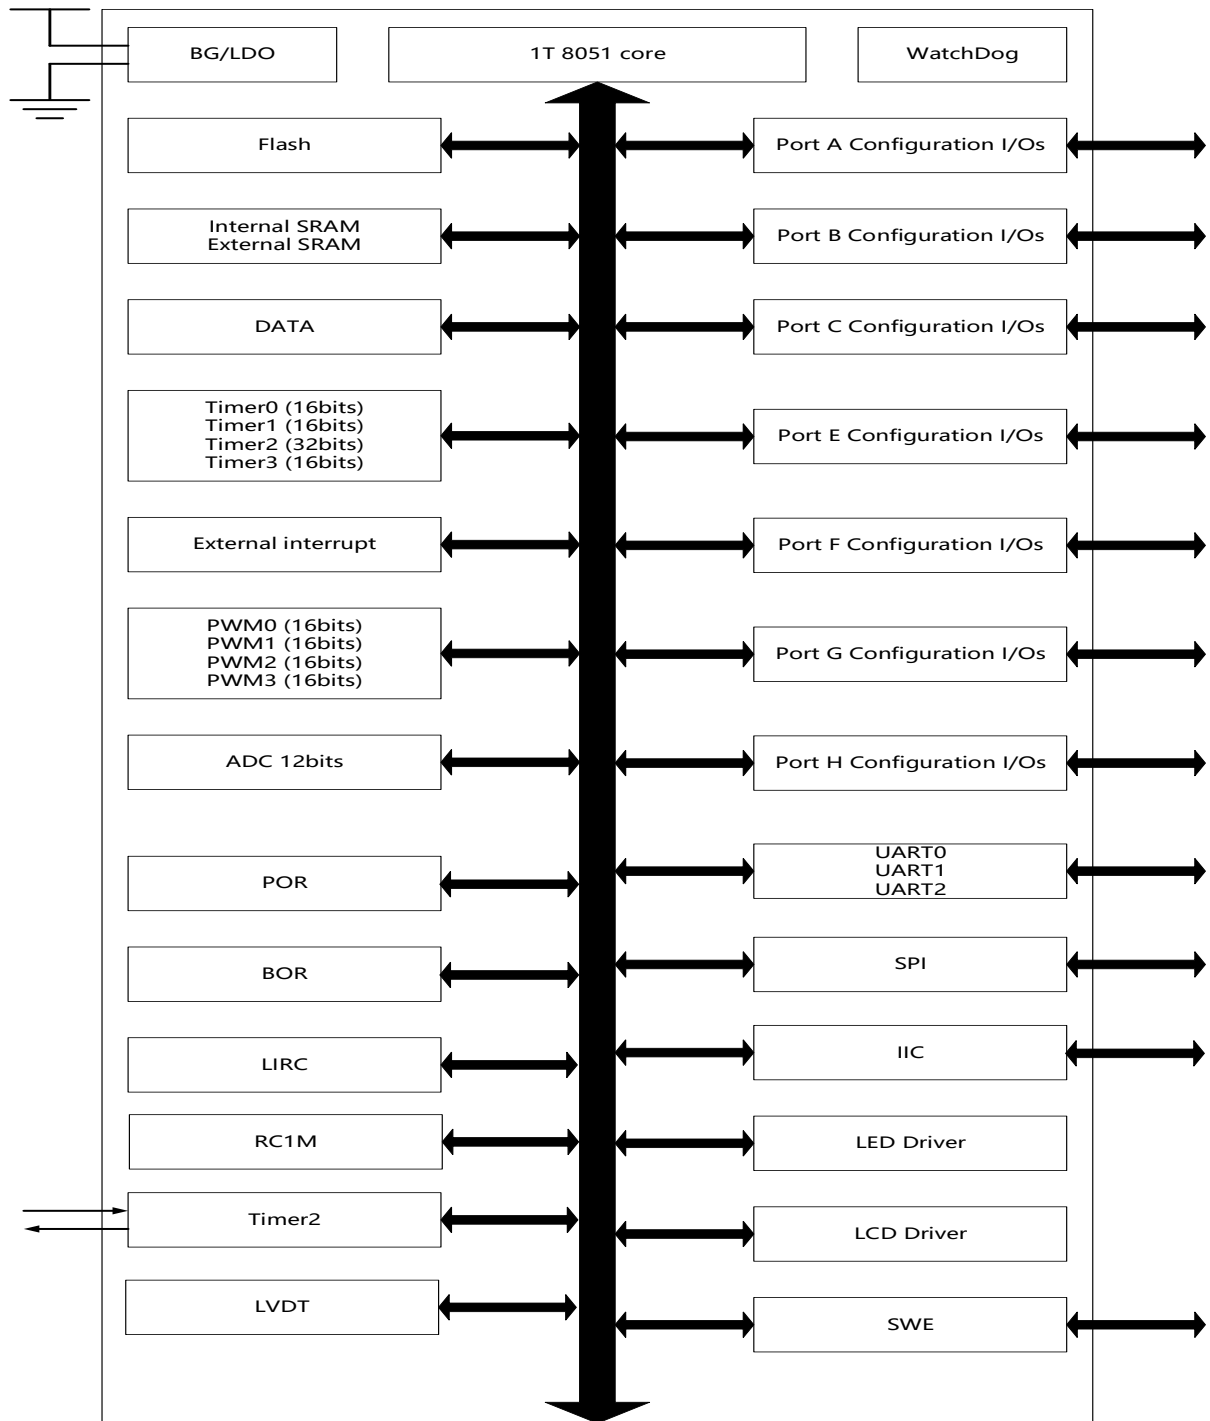 BG/LDO
1T 8051 core
WatchDog
Flash
Port A Configuration I/Os
Internal SRAM
External SRAM
Port B Configuration I/Os
DATA
Port C Configuration I/Os
Timer0 (16bits)
Timer1 (16bits)
Timer2 (32bits)
Timer3 (16bits)
Port E Configuration I/Os
External interrupt
Port F Configuration I/Os
PWM0 (16bits)
PWM1 (16bits)
PWM2 (16bits)
PWM3 (16bits)
Port G Configuration I/Os
ADC 12bits
Port H Configuration I/Os
UART0
UART1
UART2
POR
SPI
BOR
IIC
LIRC
RC1M
LED Driver
Timer2
LCD Driver
LVDT
SWE